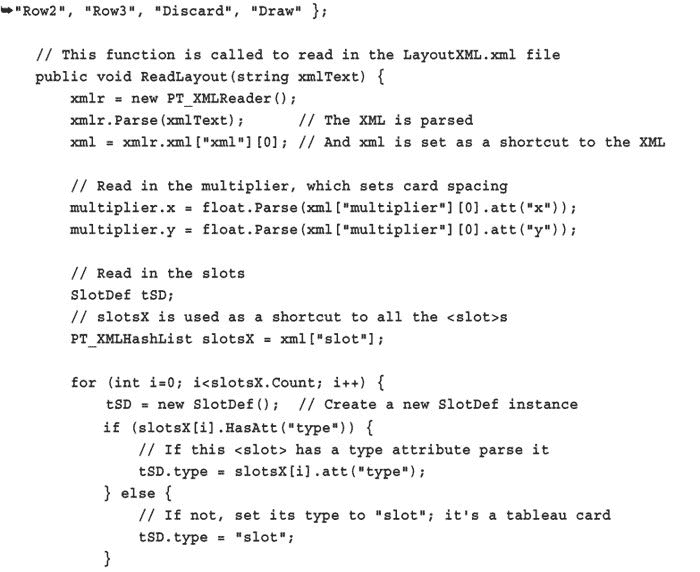 ➥"Row2", "Row3", "Discard", "Draw" };
// This function is called to read in the LayoutXML.xml file
public void ReadLayout(string xmlText) {
xmlr = new PT_XMLReader();
xmlr.Parse(xmlText); // The XML is parsed
xml = xmlr.xml["xml"][0]; // And xml is set as a shortcut to the XML
// Read in the multiplier, which sets card spacing
multiplier.x = float.Parse(xml["multiplier"][0].att("x"));
multiplier.y = float.Parse(xml["multiplier"][0].att("y"));
// Read in the slots
SlotDef tSD;
// slotsX is used as a shortcut to all the <slot>s
PT_XMLHashList slotsX = xml["slot"];
for (int i=0; i<slotsX.Count; i++) {
tSD = new SlotDef(); // Create a new SlotDef instance
if (slotsX[i].HasAtt("type")) {
// If this <slot> has a type attribute parse it
tSD.type = slotsX[i].att("type");
} else {
// If not, set its type to "slot"; it's a tableau card
tSD.type = "slot";
}